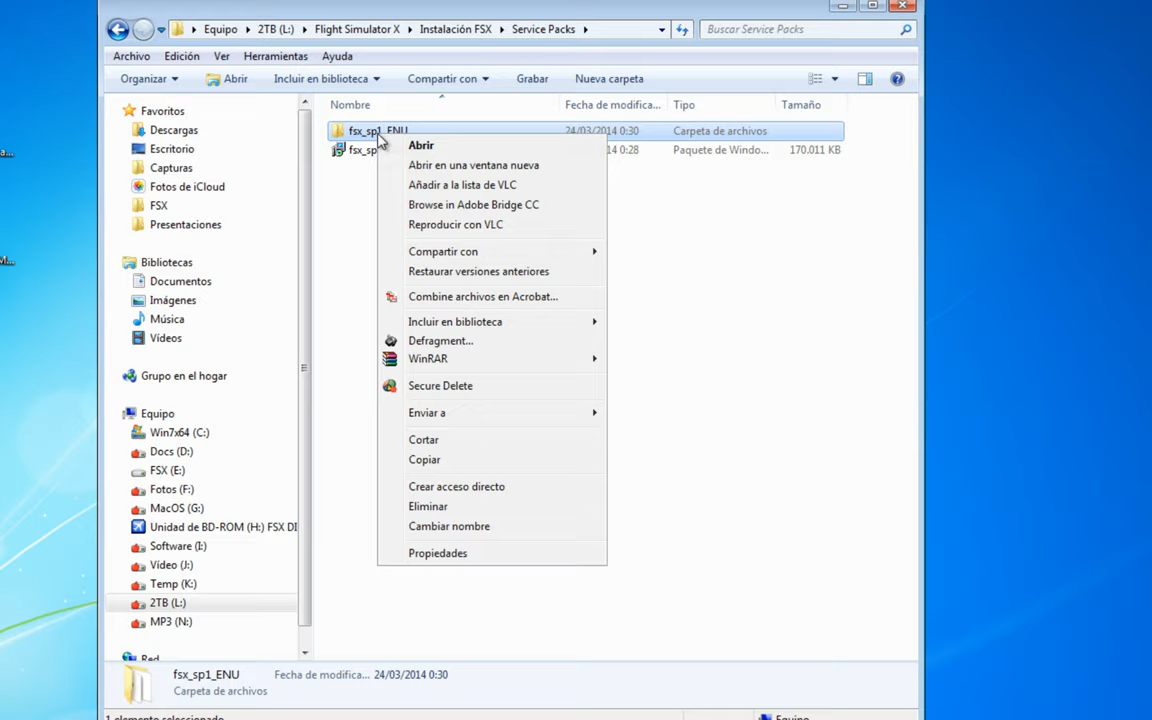 Equipo ▸ 2TB (L:) ▸ Flight Simulator X ▸ Instalación FSX ▸ Service Packs ▸
Buscar Service Packs
Archivo Edición Ver Herramientas Ayuda
Organizar Abrir Incluir en biblioteca Compartir con Grabar Nueva carpeta
Nombre Fecha de modifica... Tipo Tamaño
fsx_sp1_ENU 24/03/2014 0:30 Carpeta de archivos
fsx_sp 14 0:28 Paquete de Windo... 170.011 KB
Favoritos
Descargas
Escritorio
Capturas
Fotos de iCloud
FSX
Presentaciones
Bibliotecas
Documentos
Imágenes
Música
Vídeos
Grupo en el hogar
Equipo
Win7x64 (C:)
Docs (D:)
FSX (E:)
Fotos (F:)
MacOS (G:)
Unidad de BD-ROM (H:) FSX DI
Software (I:)
Vídeo (J:)
Temp (K:)
2TB (L:)
MP3 (N:)
Red
Abrir
Abrir en una ventana nueva
Añadir a la lista de VLC
Browse in Adobe Bridge CC
Reproducir con VLC
Compartir con
Restaurar versiones anteriores
Combine archivos en Acrobat...
Incluir en biblioteca
Defragment...
WinRAR
Secure Delete
Enviar a
Cortar
Copiar
Crear acceso directo
Eliminar
Cambiar nombre
Propiedades
fsx_sp1_ENU Fecha de modifica... 24/03/2014 0:30
Carpeta de archivos
1 elemento seleccionado Equipo